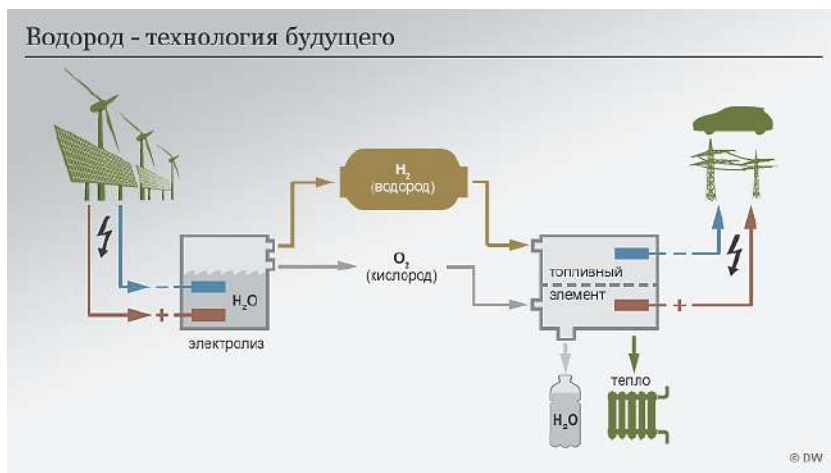 Водород - технология будущего
H₂
(водород)
O₂
(кислород)
H₂O
электролиз
топливный
элемент
тепло
H₂O
© DW